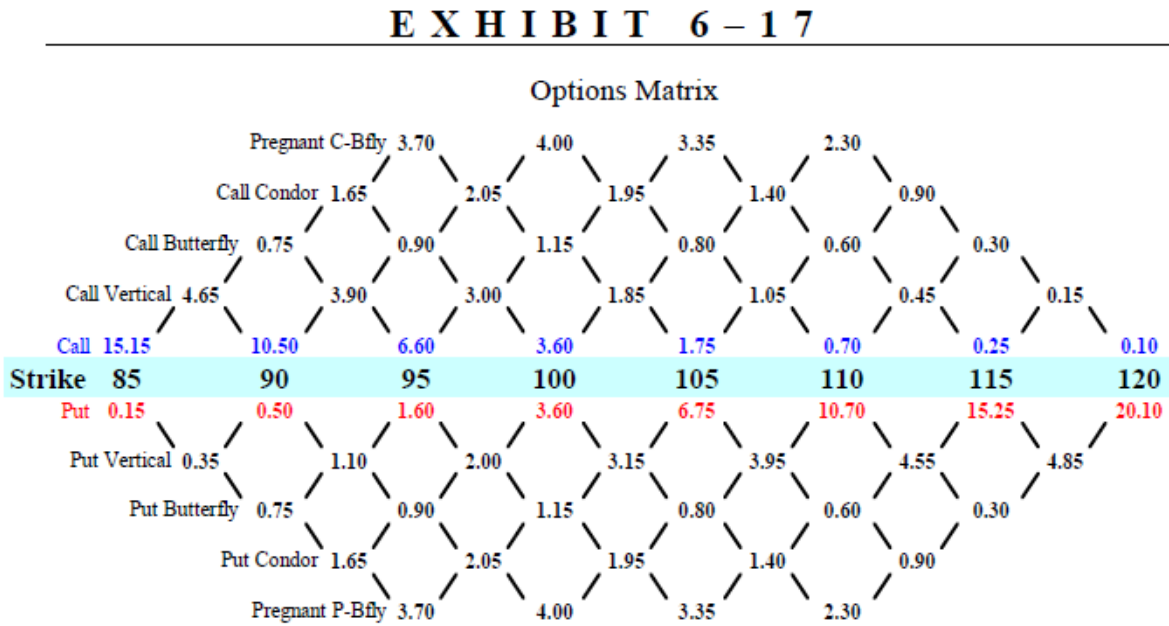 EXHIBIT 6–17
Options Matrix
Pregnant C-Bfly 3.70 4.00 3.35 2.30
Call Condor 1.65 2.05 1.95 1.40 0.90
Call Butterfly 0.75 0.90 1.15 0.80 0.60 0.30
Call Vertical 4.65 3.90 3.00 1.85 1.05 0.45 0.15
Call 15.15 10.50 6.60 3.60 1.75 0.70 0.25 0.10
Strike 85 90 95 100 105 110 115 120
Put 0.15 0.50 1.60 3.60 6.75 10.70 15.25 20.10
Put Vertical 0.35 1.10 2.00 3.15 3.95 4.55 4.85
Put Butterfly 0.75 0.90 1.15 0.80 0.60 0.30
Put Condor 1.65 2.05 1.95 1.40 0.90
Pregnant P-Bfly 3.70 4.00 3.35 2.30